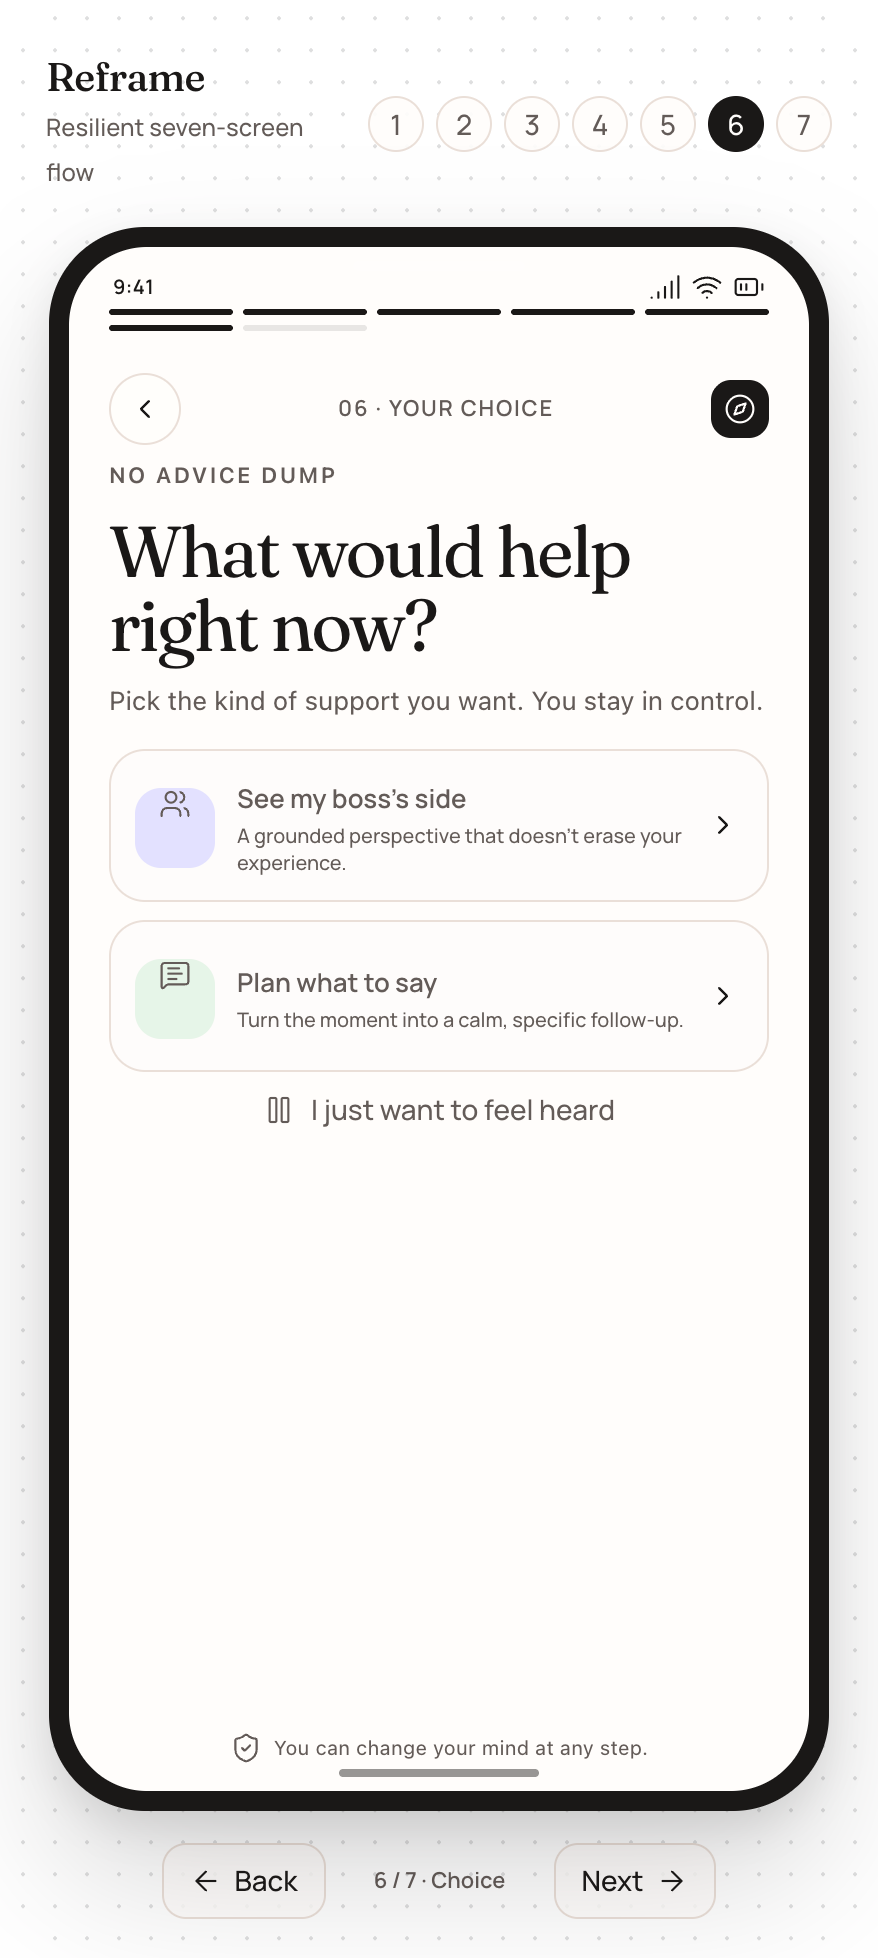 Reframe
Resilient seven-screen
flow
1 2 3 4 5 6 7
9:41
06 · YOUR CHOICE
NO ADVICE DUMP
What would help
right now?
Pick the kind of support you want. You stay in control.
See my boss’s side
A grounded perspective that doesn’t erase your
experience.
Plan what to say
Turn the moment into a calm, specific follow-up.
I just want to feel heard
You can change your mind at any step.
Back
6 / 7 · Choice
Next